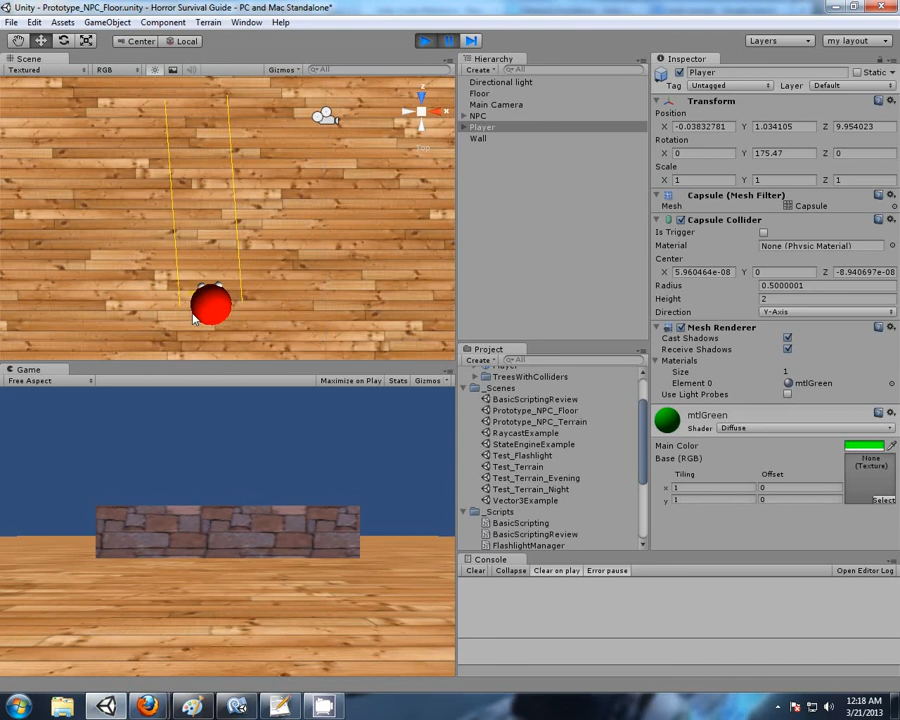 Unity - Prototype_NPC_Floor.unity - Horror Survival Guide - PC and Mac Standalone*
File Edit Assets GameObject Component Terrain Window Help
Center Local Layers my layout
Scene
Textured RGB Gizmos All
z
x
Top
Game
Free Aspect Maximize on Play Stats Gizmos
Hierarchy
Create All
Directional light
Floor
Main Camera
NPC
Player
Wall
Project
Create All
Player
TreesWithColliders
_Scenes
BasicScriptingReview
Prototype_NPC_Floor
Prototype_NPC_Terrain
RaycastExample
StateEngineExample
Test_Flashlight
Test_Terrain
Test_Terrain_Evening
Test_Terrain_Night
Vector3Example
_Scripts
BasicScripting
BasicScriptingReview
FlashlightManager
Console
Clear Collapse Clear on play Error pause Open Editor Log
Inspector
Player Static
Tag Untagged Layer Default
Transform
Position
X -0.03832781 Y 1.034105 Z 9.954023
Rotation
X 0 Y 175.47 Z 0
Scale
X 1 Y 1 Z 1
Capsule (Mesh Filter)
Mesh Capsule
Capsule Collider
Is Trigger
Material None (Physic Material)
Center
X 5.960464e-08 Y 0 Z -8.940697e-08
Radius 0.5000001
Height 2
Direction Y-Axis
Mesh Renderer
Cast Shadows
Receive Shadows
Materials
Size 1
Element 0 mtlGreen
Use Light Probes
mtlGreen
Shader Diffuse
Main Color
Base (RGB) None (Texture)
Tiling Offset
x 1 0
y 1 0
Select
12:18 AM
3/21/2013